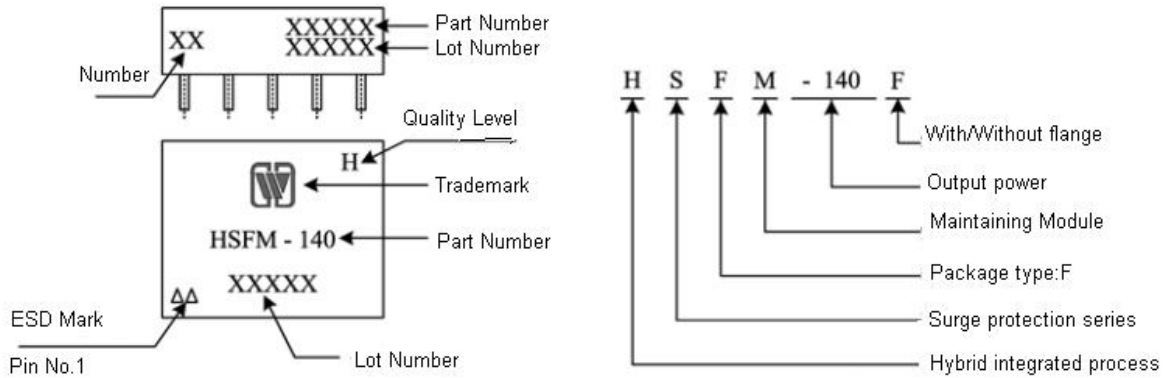 XX
XXXXX
XXXXX
Part Number
Lot Number
Number
Quality Level
H
Trademark
HSFM - 140
Part Number
XXXXX
ΔΔ
ESD Mark
Pin No.1
Lot Number
H S F M - 140 F
With/Without flange
Output power
Maintaining Module
Package type:F
Surge protection series
Hybrid integrated process